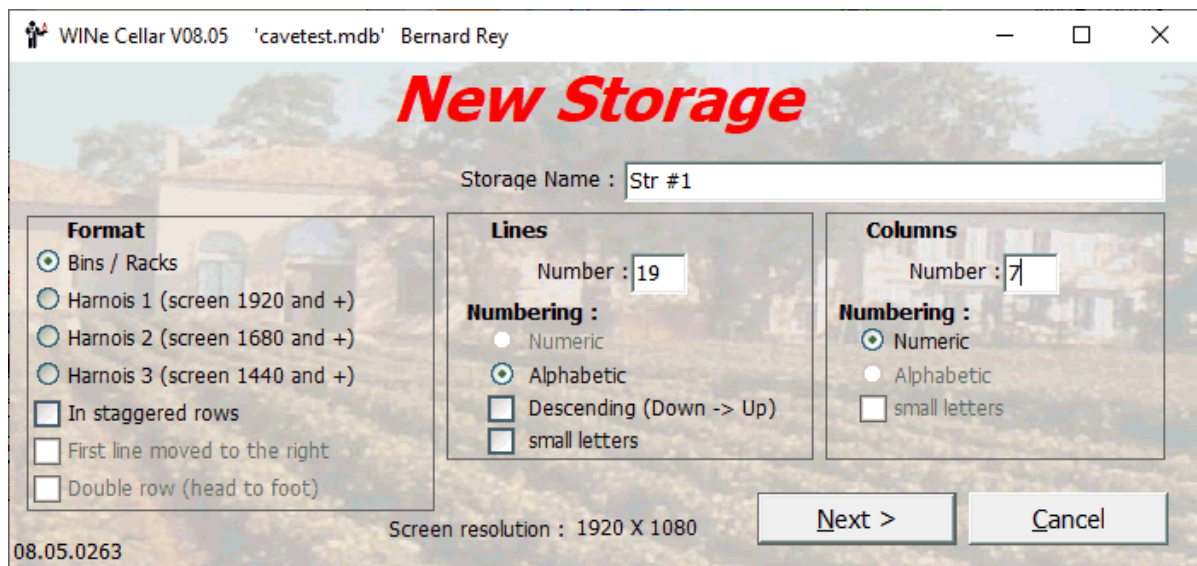 WINe Cellar V08.05 'cavetest.mdb' Bernard Rey
New Storage
Storage Name : Str #1
Format
Bins / Racks
Harnois 1 (screen 1920 and +)
Harnois 2 (screen 1680 and +)
Harnois 3 (screen 1440 and +)
In staggered rows
First line moved to the right
Double row (head to foot)
Lines
Number : 19
Numbering :
Numeric
Alphabetic
Descending (Down -> Up)
small letters
Columns
Number : 7
Numbering :
Numeric
Alphabetic
small letters
Screen resolution : 1920 X 1080
Next >
Cancel
08.05.0263